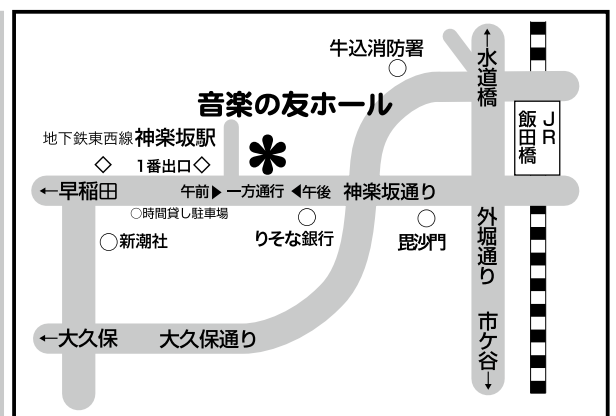 牛込消防署
↑水道橋
音楽の友ホール
JR飯田橋
地下鉄東西線 神楽坂駅
1番出口
←早稲田
午前▶一方通行◀午後
神楽坂通り
時間貸し駐車場
新潮社
りそな銀行
毘沙門
外堀通り
←大久保
大久保通り
市ケ谷↓